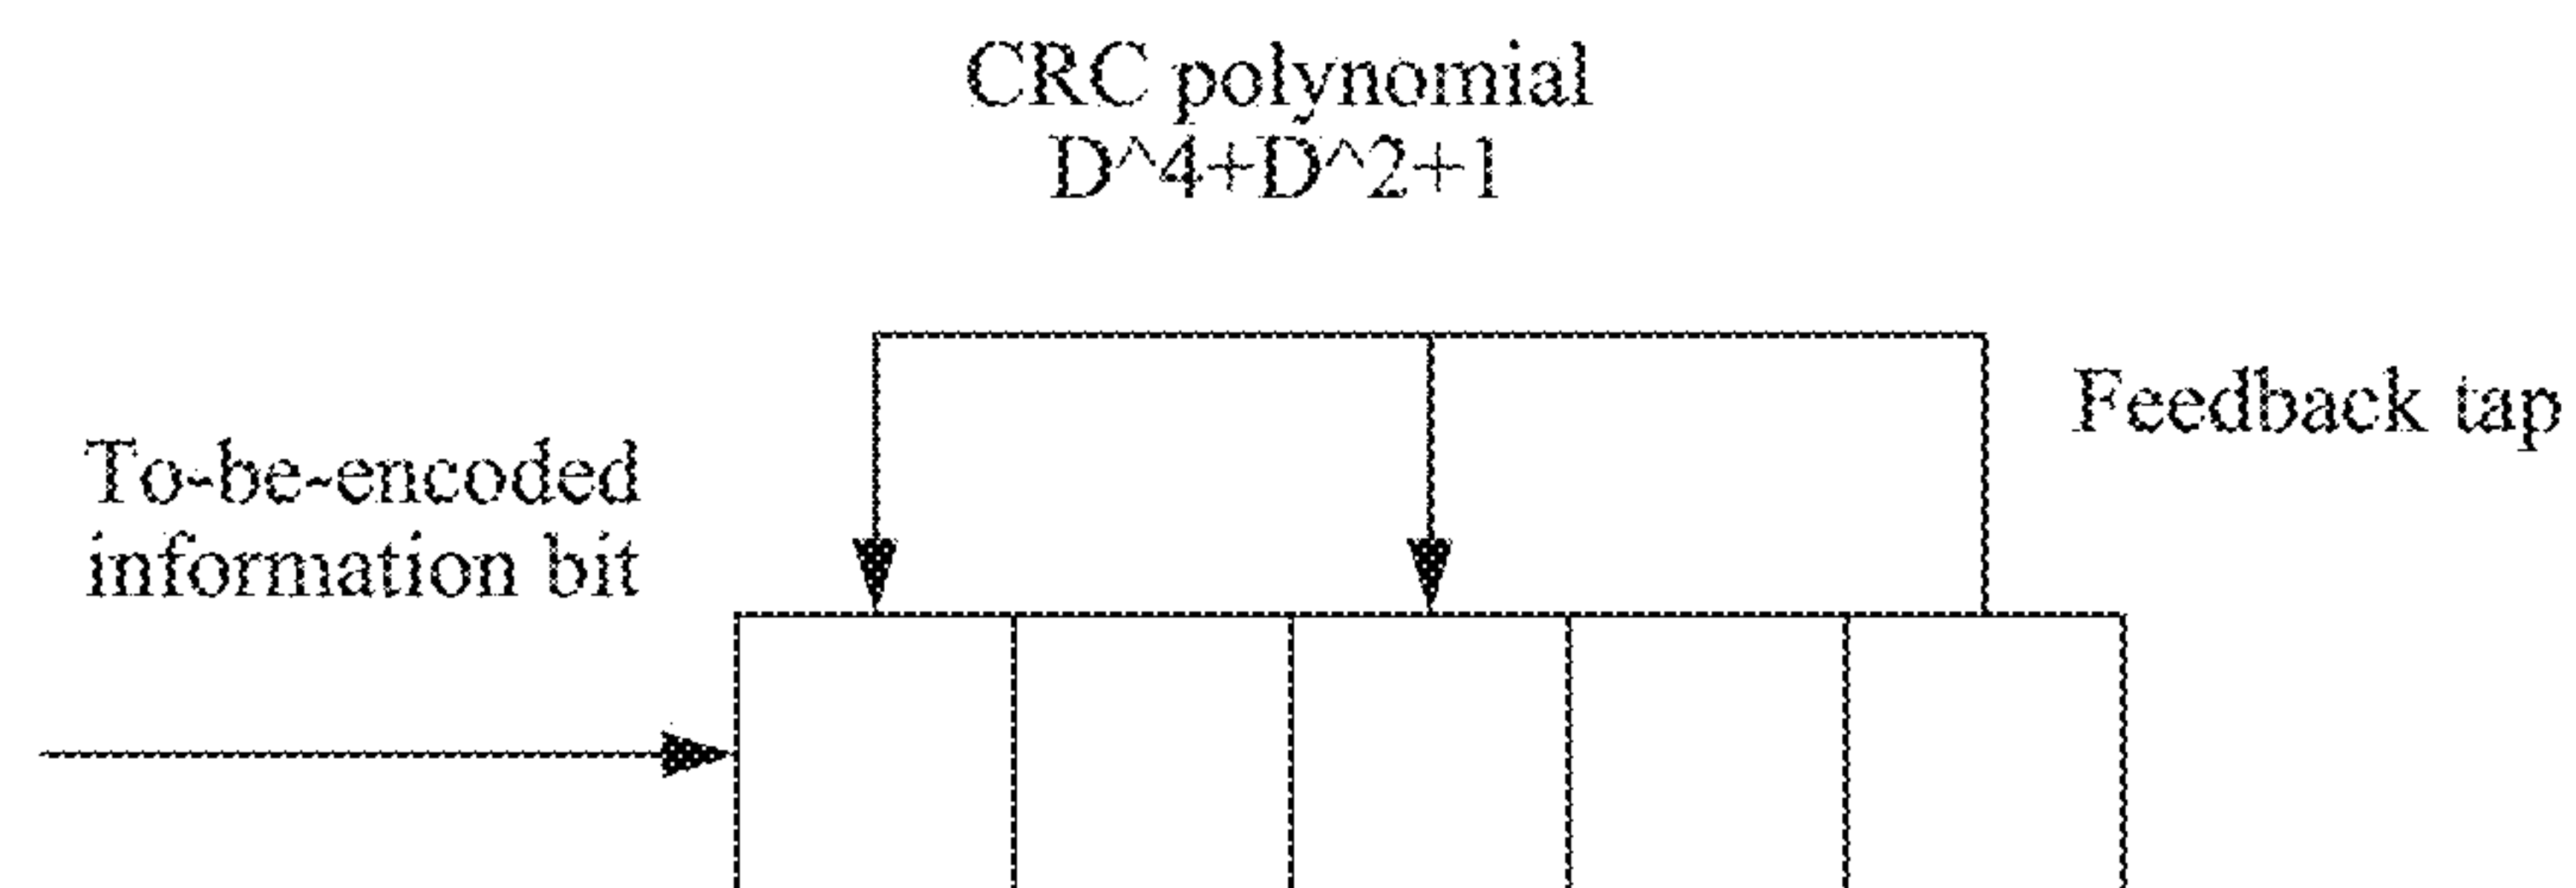 CRC polynomial
D^4+D^2+1
Feedback tap
To-be-encoded
information bit